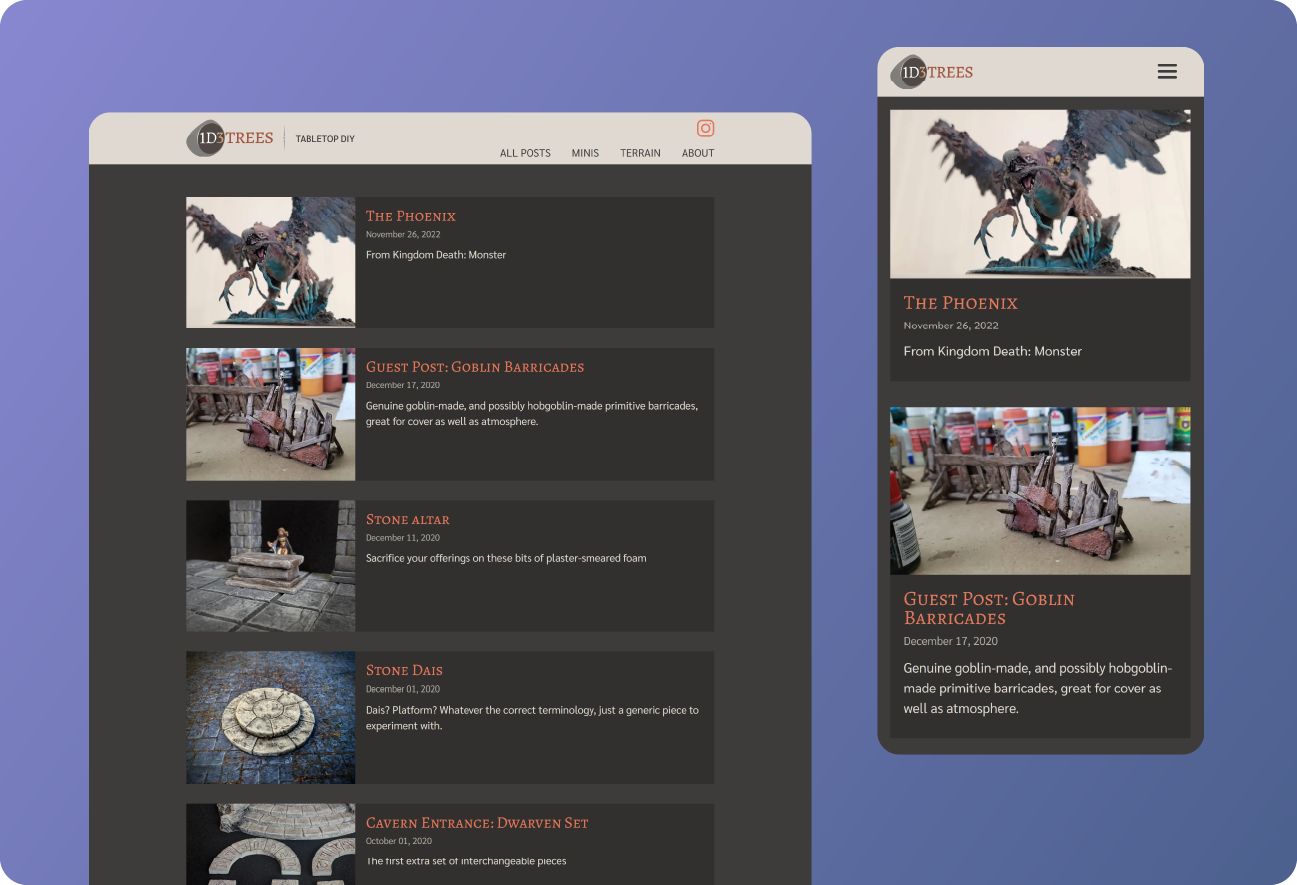 1D3TREES
TABLETOP DIY
ALL POSTS
MINIS
TERRAIN
ABOUT
The Phoenix
November 26, 2022
From Kingdom Death: Monster
Guest Post: Goblin Barricades
December 17, 2020
Genuine goblin-made, and possibly hobgoblin-made primitive barricades,
great for cover as well as atmosphere.
Stone altar
December 11, 2020
Sacrifice your offerings on these bits of plaster-smeared foam
Stone Dais
December 01, 2020
Dais? Platform? Whatever the correct terminology, just a generic piece to
experiment with.
Cavern Entrance: Dwarven Set
October 01, 2020
The first extra set of interchangeable pieces
1D3TREES
The Phoenix
November 26, 2022
From Kingdom Death: Monster
Guest Post: Goblin
Barricades
December 17, 2020
Genuine goblin-made, and possibly hobgoblin-
made primitive barricades, great for cover as
well as atmosphere.